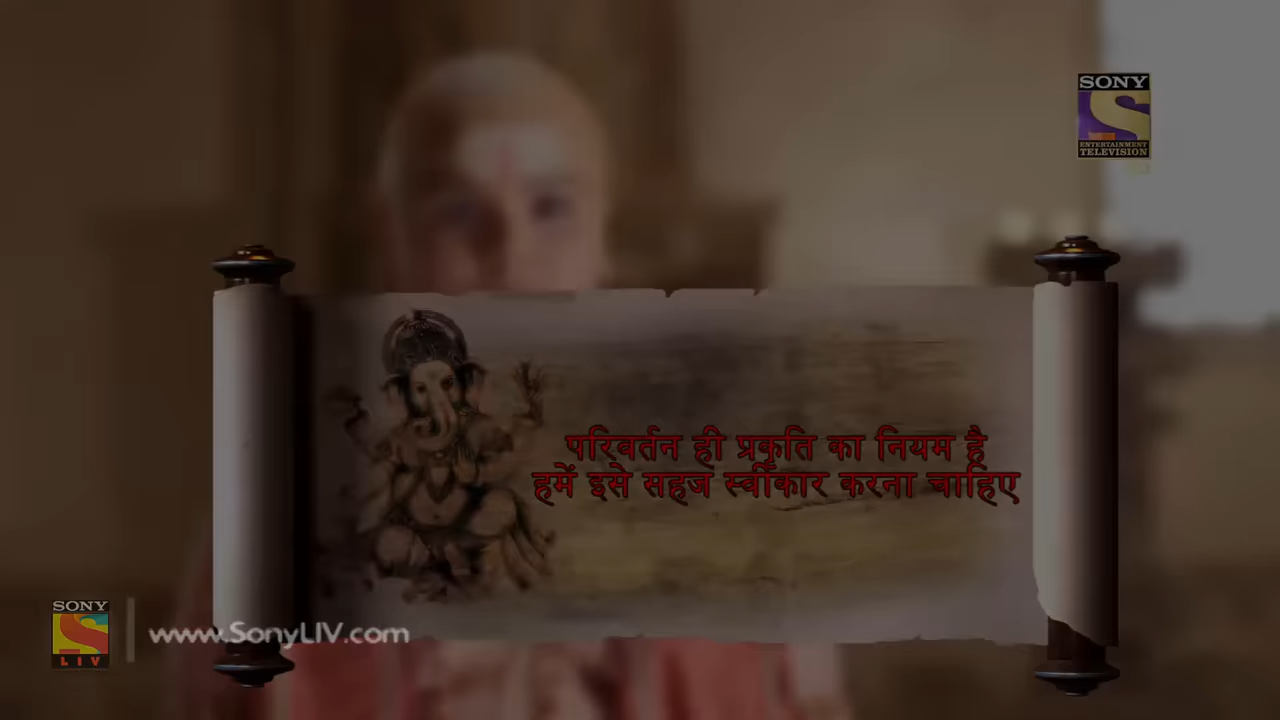 SONY
ENTERTAINMENT
TELEVISION
परिवर्तन ही प्रकृति का नियम है
हमें इसे सहज स्वीकार करना चाहिए
SONY
LIV
www.SonyLIV.com